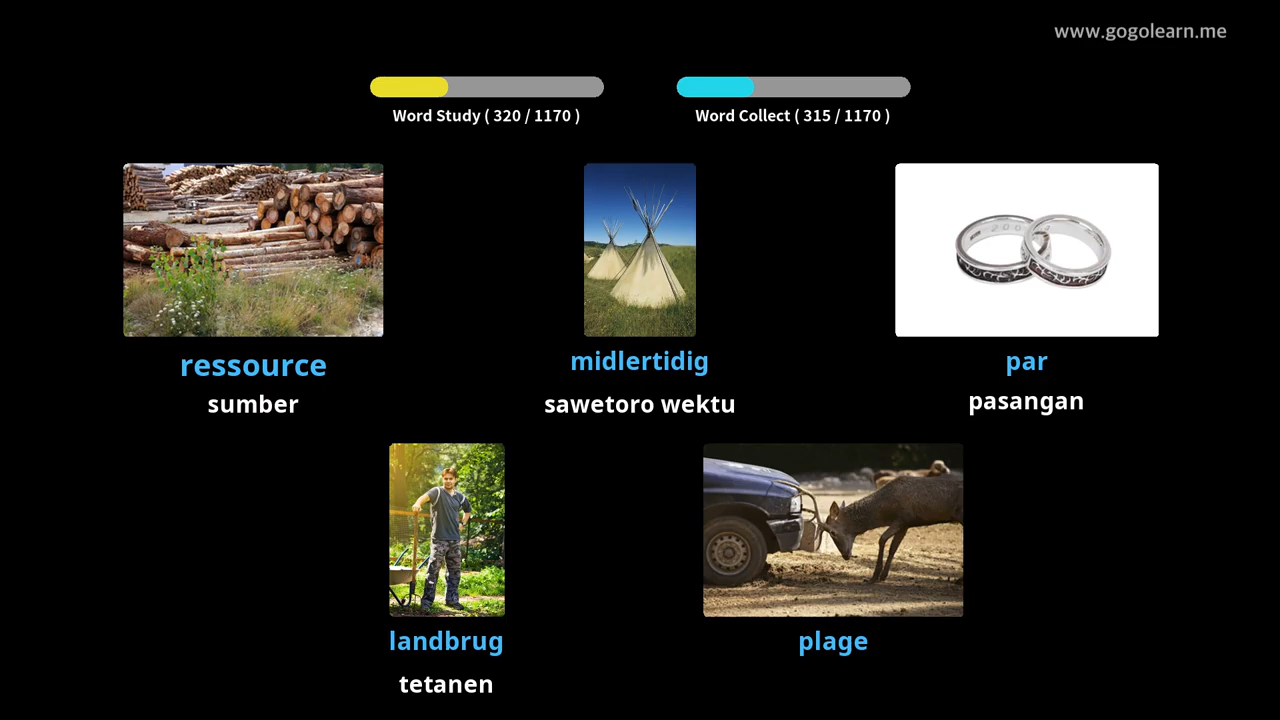 www.gogolearn.me
Word Study ( 320 / 1170 )
Word Collect ( 315 / 1170 )
ressource
sumber
midlertidig
sawetoro wektu
par
pasangan
landbrug
tetanen
plage